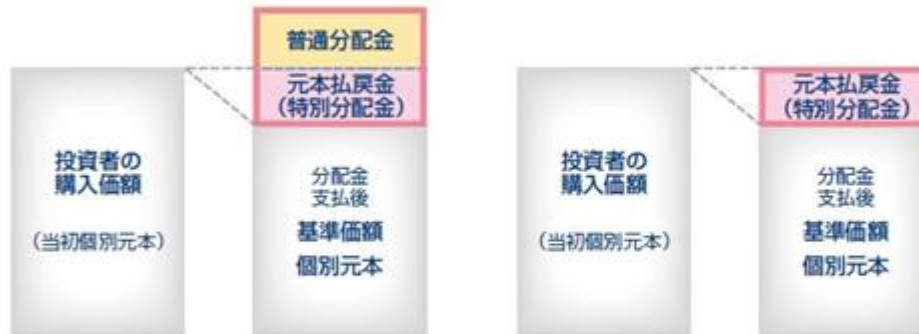 普通分配金
元本払戻金
(特別分配金)
投資者の
購入価額
(当初個別元本)
分配金
支払後
基準価額
個別元本
元本払戻金
(特別分配金)
投資者の
購入価額
(当初個別元本)
分配金
支払後
基準価額
個別元本